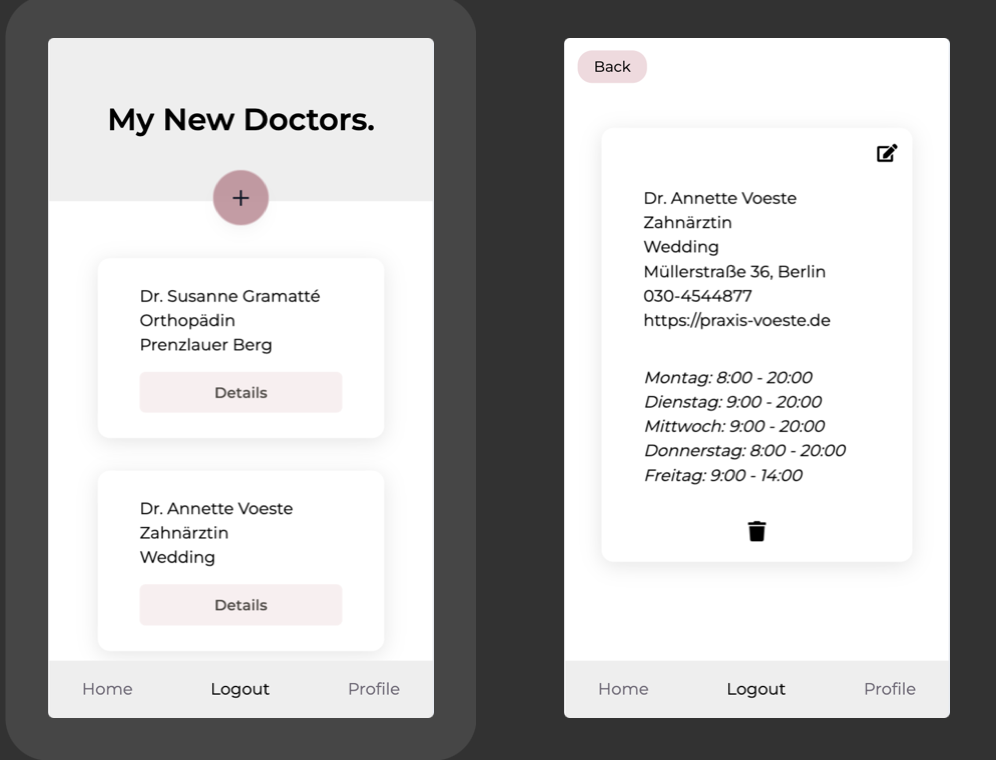 My New Doctors.
+
Dr. Susanne Gramatté
Orthopädin
Prenzlauer Berg
Details
Dr. Annette Voeste
Zahnärztin
Wedding
Details
Home Logout Profile
Back
Dr. Annette Voeste
Zahnärztin
Wedding
Müllerstraße 36, Berlin
030-4544877
https://praxis-voeste.de
Montag: 8:00 - 20:00
Dienstag: 9:00 - 20:00
Mittwoch: 9:00 - 20:00
Donnerstag: 8:00 - 20:00
Freitag: 9:00 - 14:00
Home Logout Profile